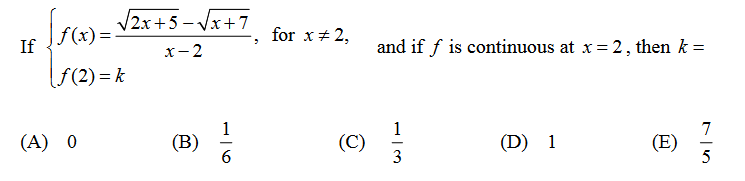 If { f(x) = (√(2x+5) − √(x+7)) / (x−2), for x ≠ 2,
f(2) = k
and if f is continuous at x = 2, then k =
(A) 0 (B) 1/6 (C) 1/3 (D) 1 (E) 7/5